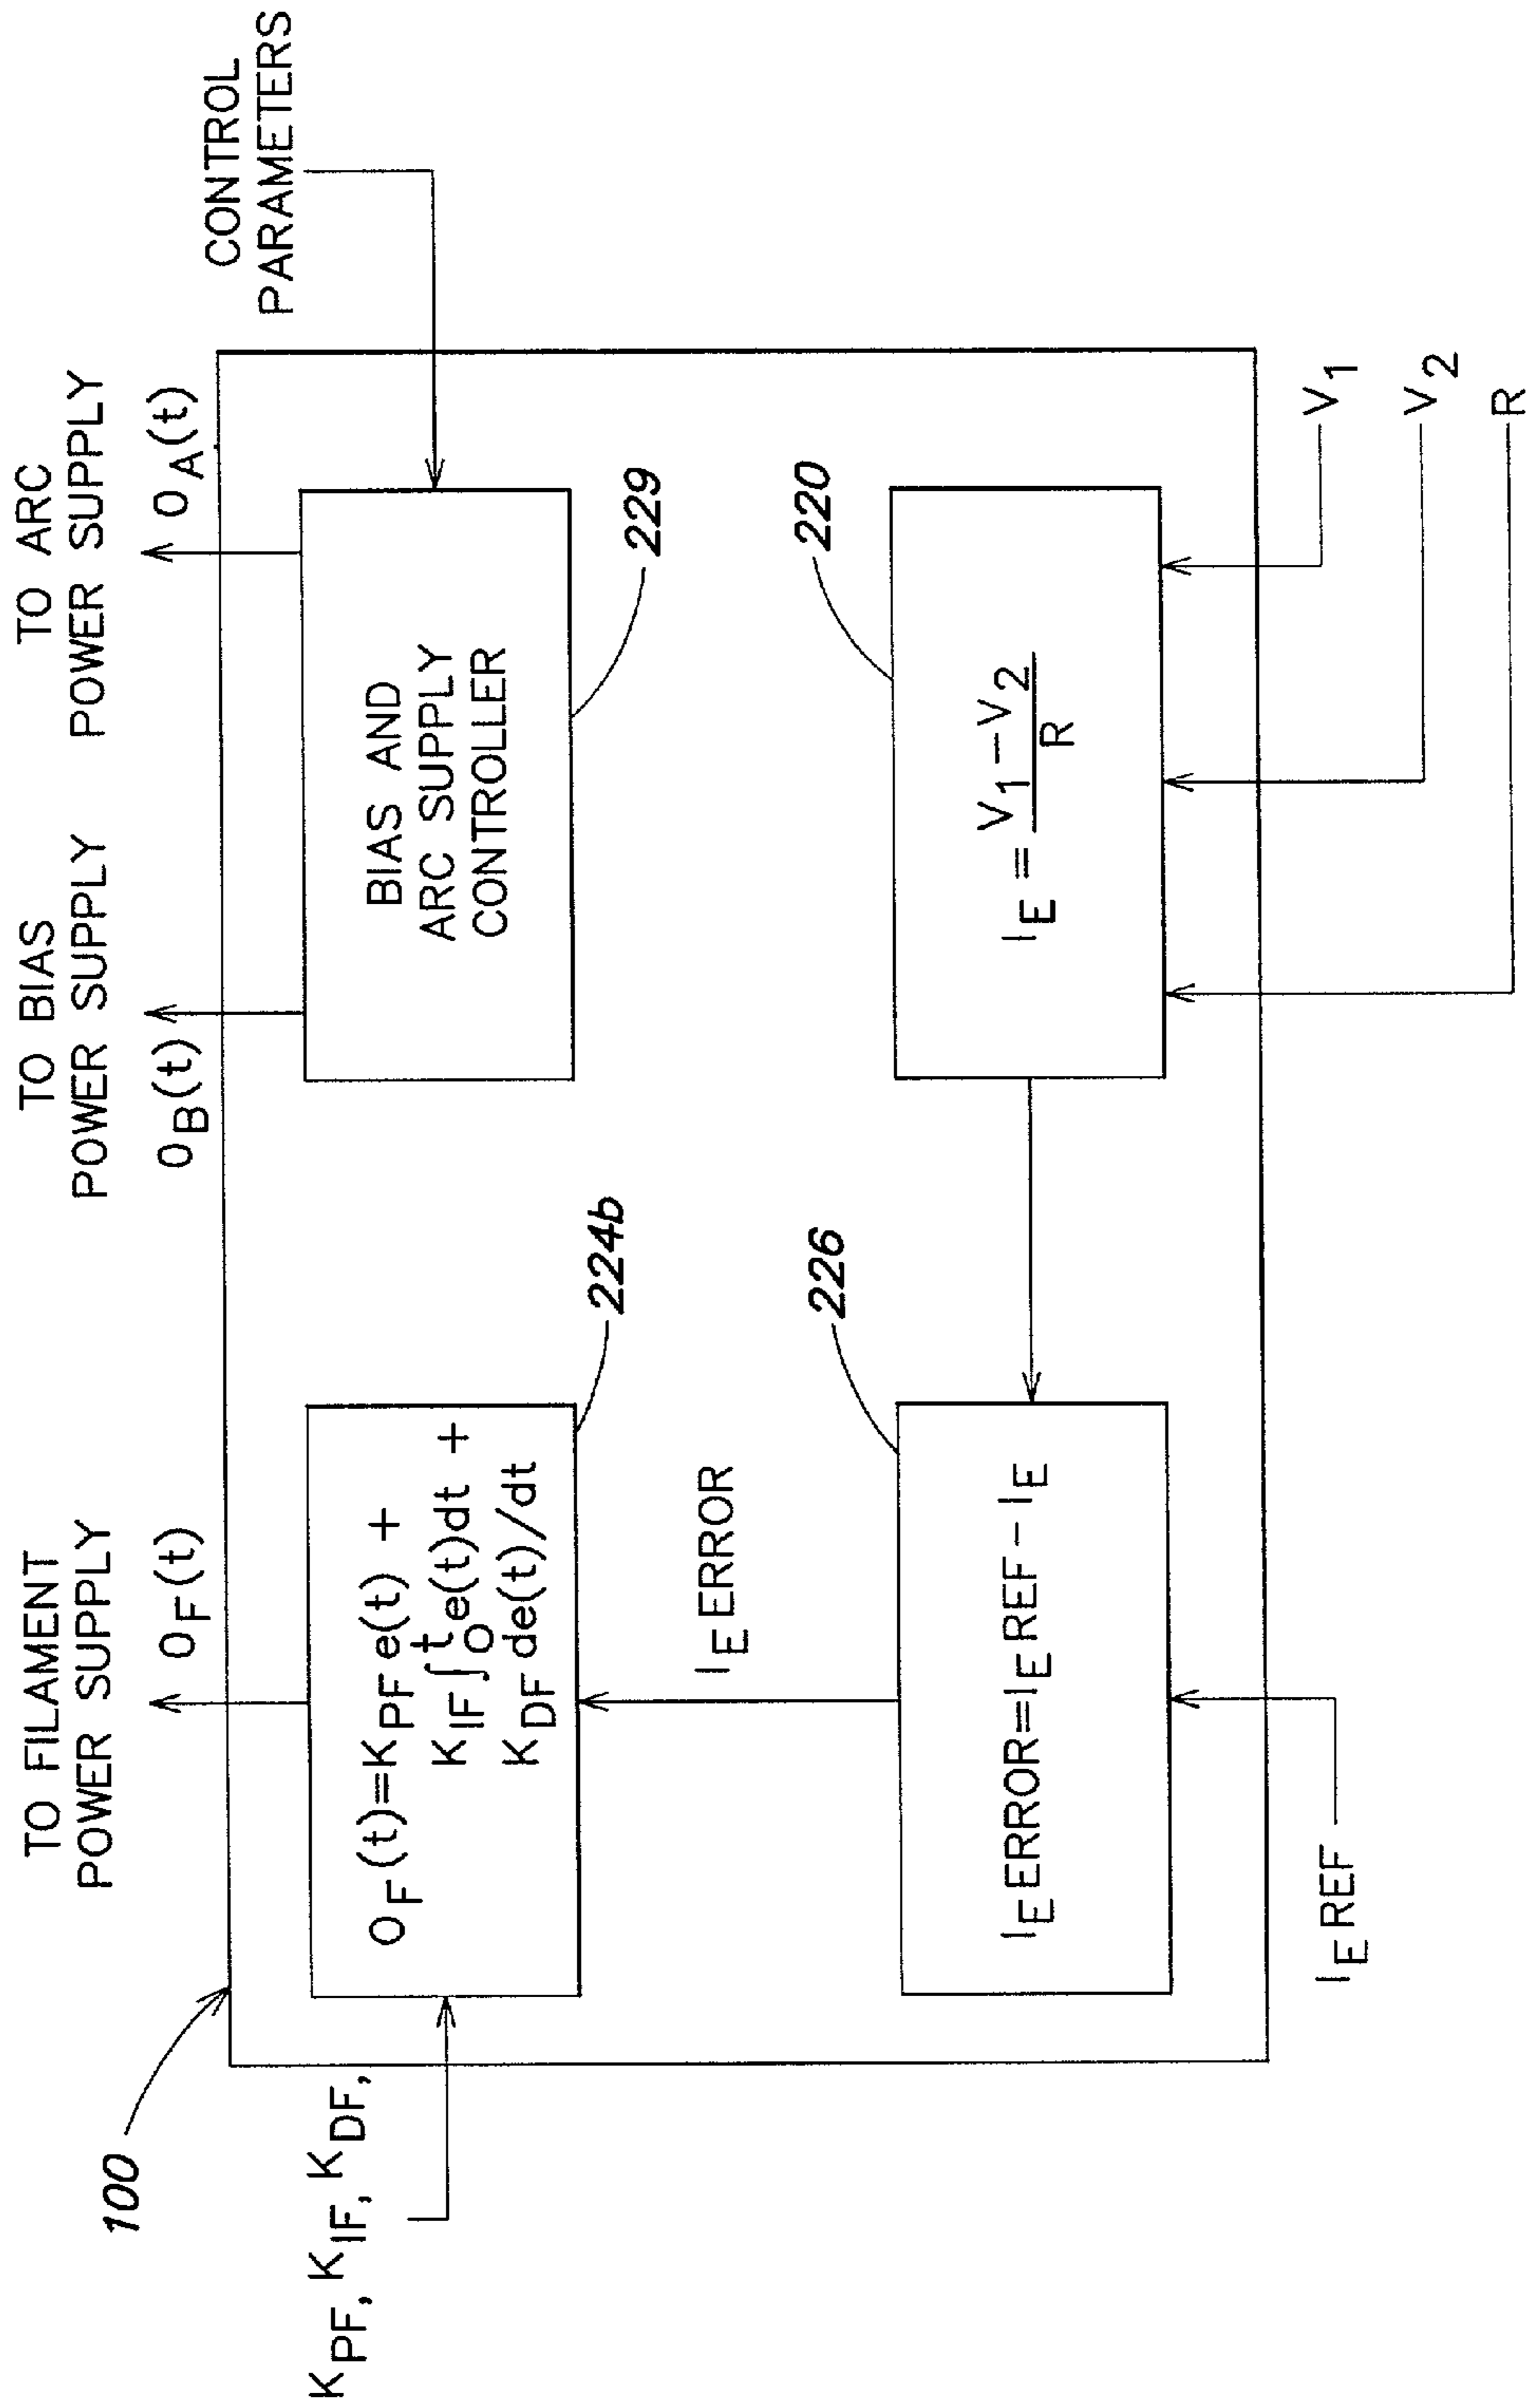 TO FILAMENT
POWER SUPPLY
TO BIAS
POWER SUPPLY
TO ARC
POWER SUPPLY
100
O_F(t)
O_B(t)
O_A(t)
CONTROL
PARAMETERS
K_PF, K_IF, K_DF,
O_F(t)=K_PF e(t) +
K_IF ∫_0^t e(t)dt +
K_DF de(t)/dt
224b
BIAS AND
ARC SUPPLY
CONTROLLER
229
I_E ERROR
226
220
I_E ERROR=I_E REF-I_E
I_E = V_1-V_2
R
I_E REF
V_1
V_2
R